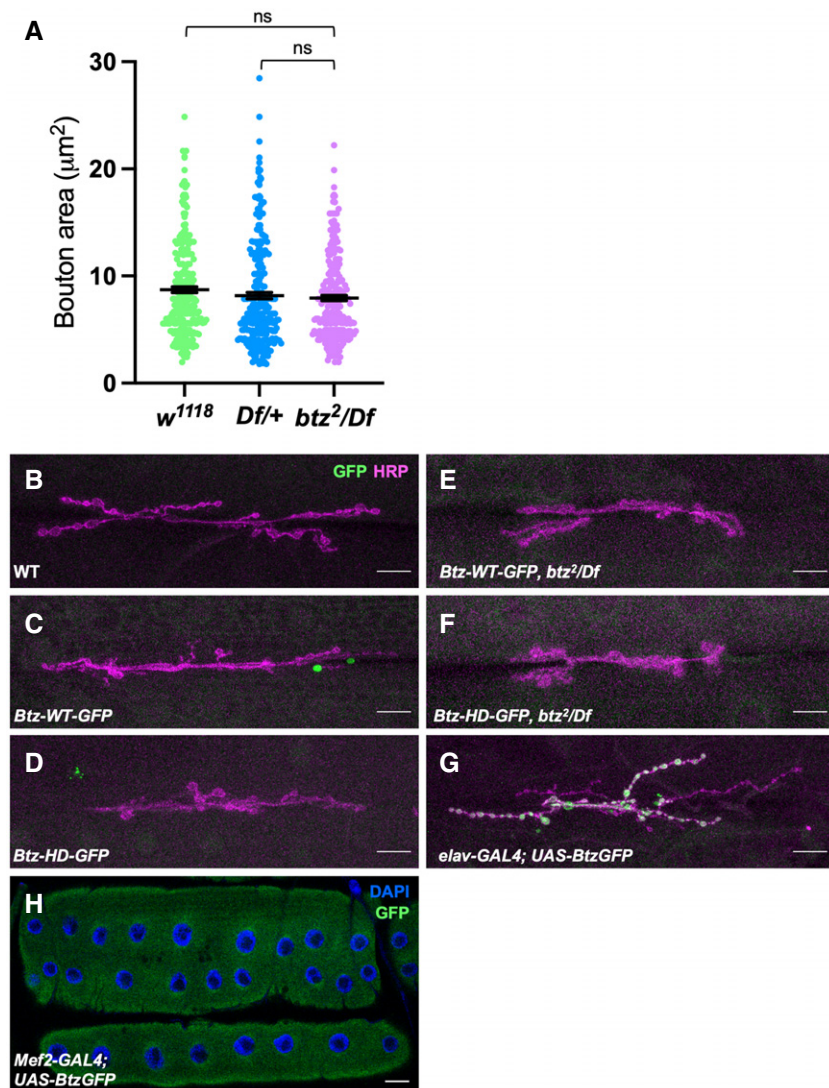 A
ns
ns
30
20
10
0
Bouton area (μm²)
w¹¹¹⁸ Df/+ btz²/Df
B
GFP HRP
WT
C
Btz-WT-GFP
D
Btz-HD-GFP
E
Btz-WT-GFP, btz²/Df
F
Btz-HD-GFP, btz²/Df
G
elav-GAL4; UAS-BtzGFP
H
DAPI
GFP
Mef2-GAL4;
UAS-BtzGFP